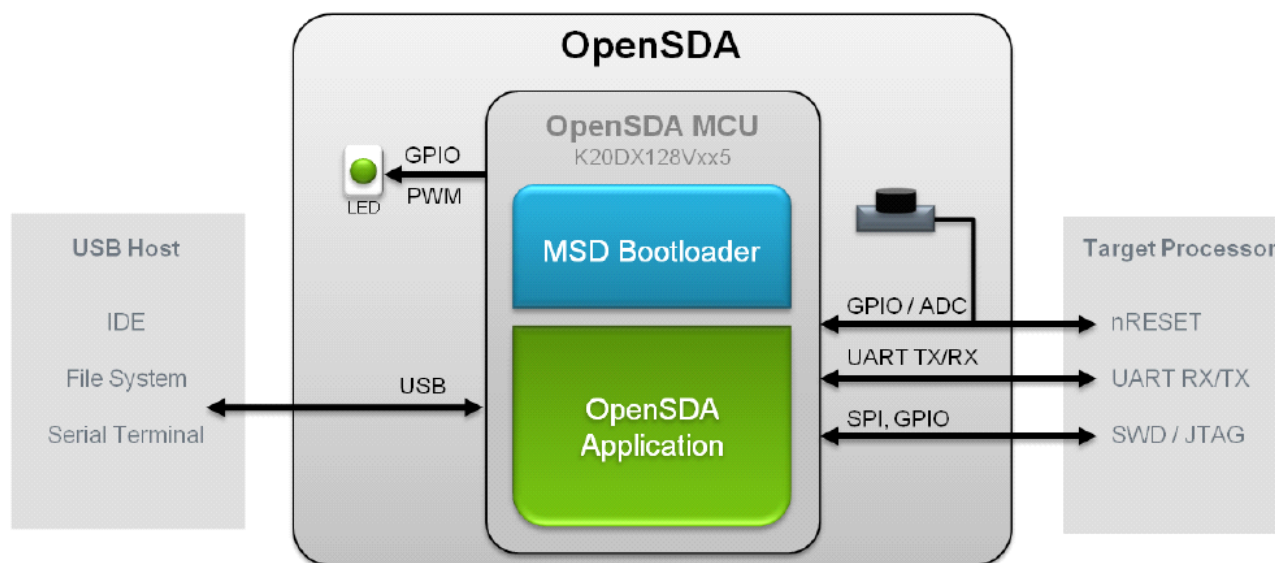 OpenSDA
OpenSDA MCU
K20DX128Vxx5
GPIO
PWM
LED
MSD Bootloader
OpenSDA
Application
USB Host
IDE
File System
Serial Terminal
USB
GPIO / ADC
UART TX/RX
SPI, GPIO
Target Processor
nRESET
UART RX/TX
SWD / JTAG